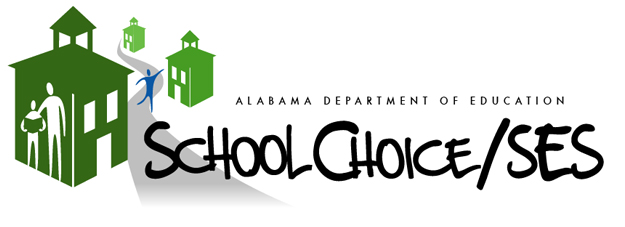 ALABAMA DEPARTMENT OF EDUCATION
SCHOOL CHOICE/SES